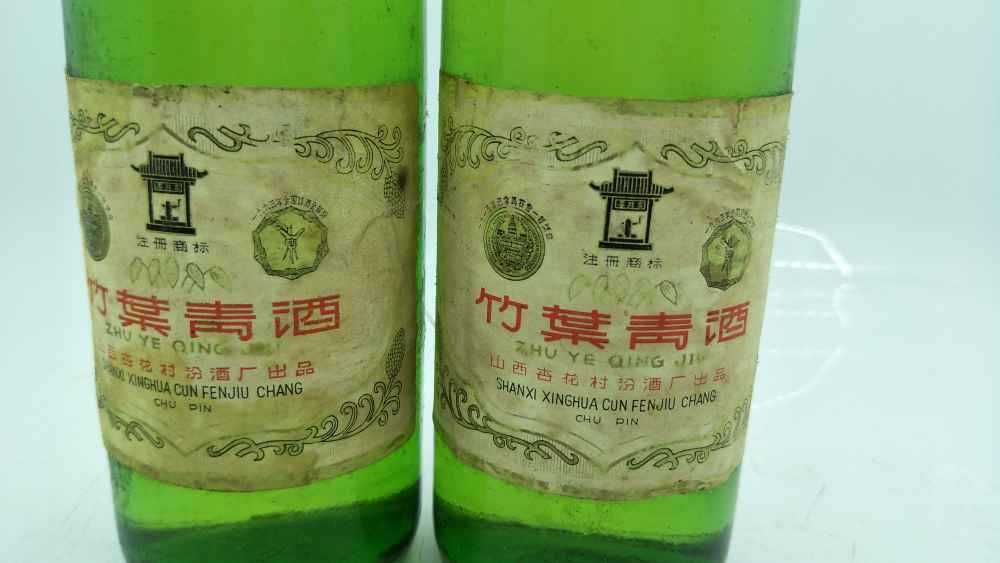 注册商标
竹葉青酒
ZHU YE QING JIU
西杏花村汾酒厂出品
SHANXI XINGHUA CUN FENJIU CHANG
CHU PIN
注册商标
竹葉青酒
ZHU YE QING JIU
山西杏花村汾酒厂出品
SHANXI XINGHUA CUN FENJIU CHANG
CHU PIN